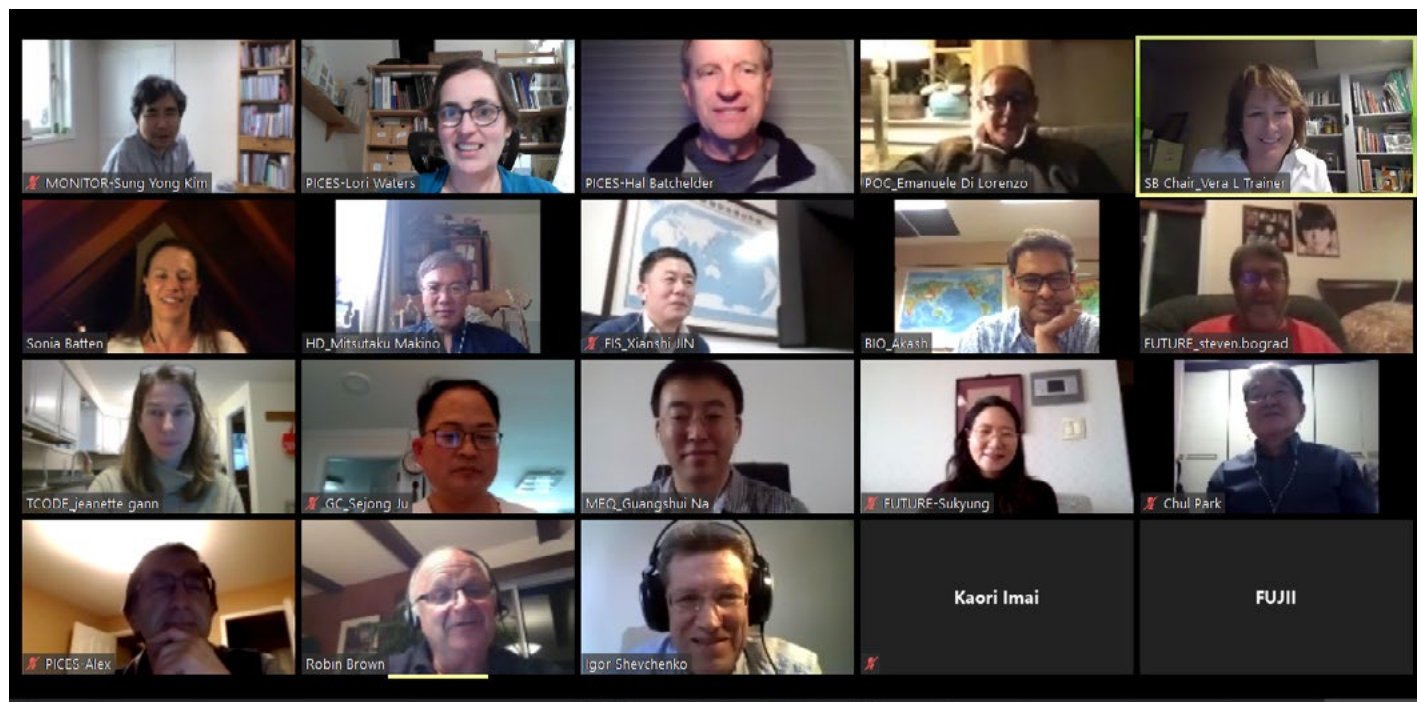 MONITOR-Sung Yong Kim
PICES-Lori Waters
PICES-Hal Batchelder
POC_Emanuele Di Lorenzo
SB Chair_Vera L Trainer
Sonia Batten
HD_Mitsutaku Makino
FIS_Xianshi JIN
BIO_Akash
FUTURE_steven.bograd
TCODE_jeanette gann
GC_Sejong Ju
MEQ_Guangshui Na
FUTURE-Sukyung
Chul Park
PICES-Alex
Robin Brown
Igor Shevchenko
Kaori Imai
FUJII